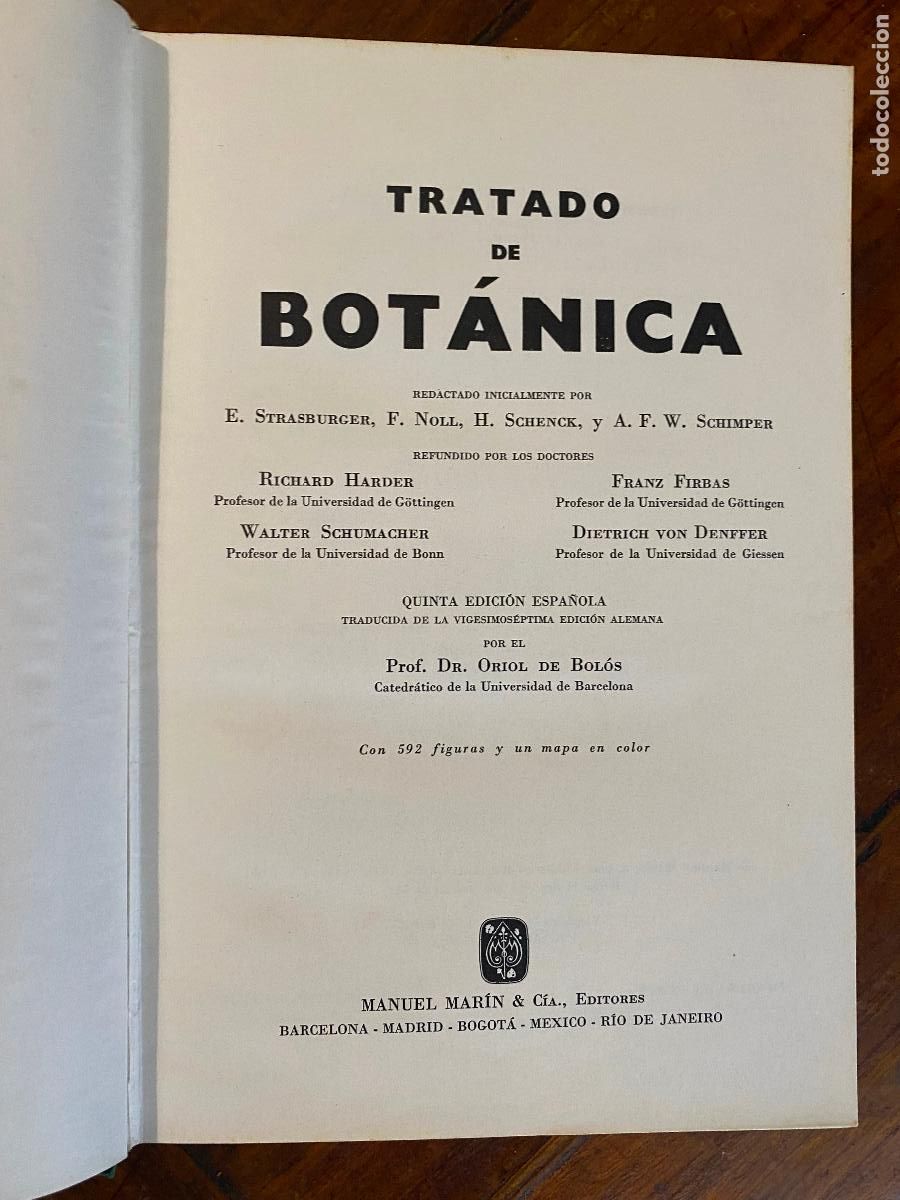 todocoleccion
TRATADO
DE
BOTÁNICA
REDACTADO INICIALMENTE POR
E. STRASBURGER, F. NOLL, H. SCHENCK, y A. F. W. SCHIMPER
REFUNDIDO POR LOS DOCTORES
RICHARD HARDER
Profesor de la Universidad de Göttingen
FRANZ FIRBAS
Profesor de la Universidad de Göttingen
WALTER SCHUMACHER
Profesor de la Universidad de Bonn
DIETRICH VON DENFFER
Profesor de la Universidad de Giessen
QUINTA EDICIÓN ESPAÑOLA
TRADUCIDA DE LA VIGESIMOSÉPTIMA EDICIÓN ALEMANA
POR EL
Prof. DR. ORIOL DE BOLÓS
Catedrático de la Universidad de Barcelona
Con 592 figuras y un mapa en color
MANUEL MARÍN & CÍA., EDITORES
BARCELONA - MADRID - BOGOTÁ - MEXICO - RÍO DE JANEIRO